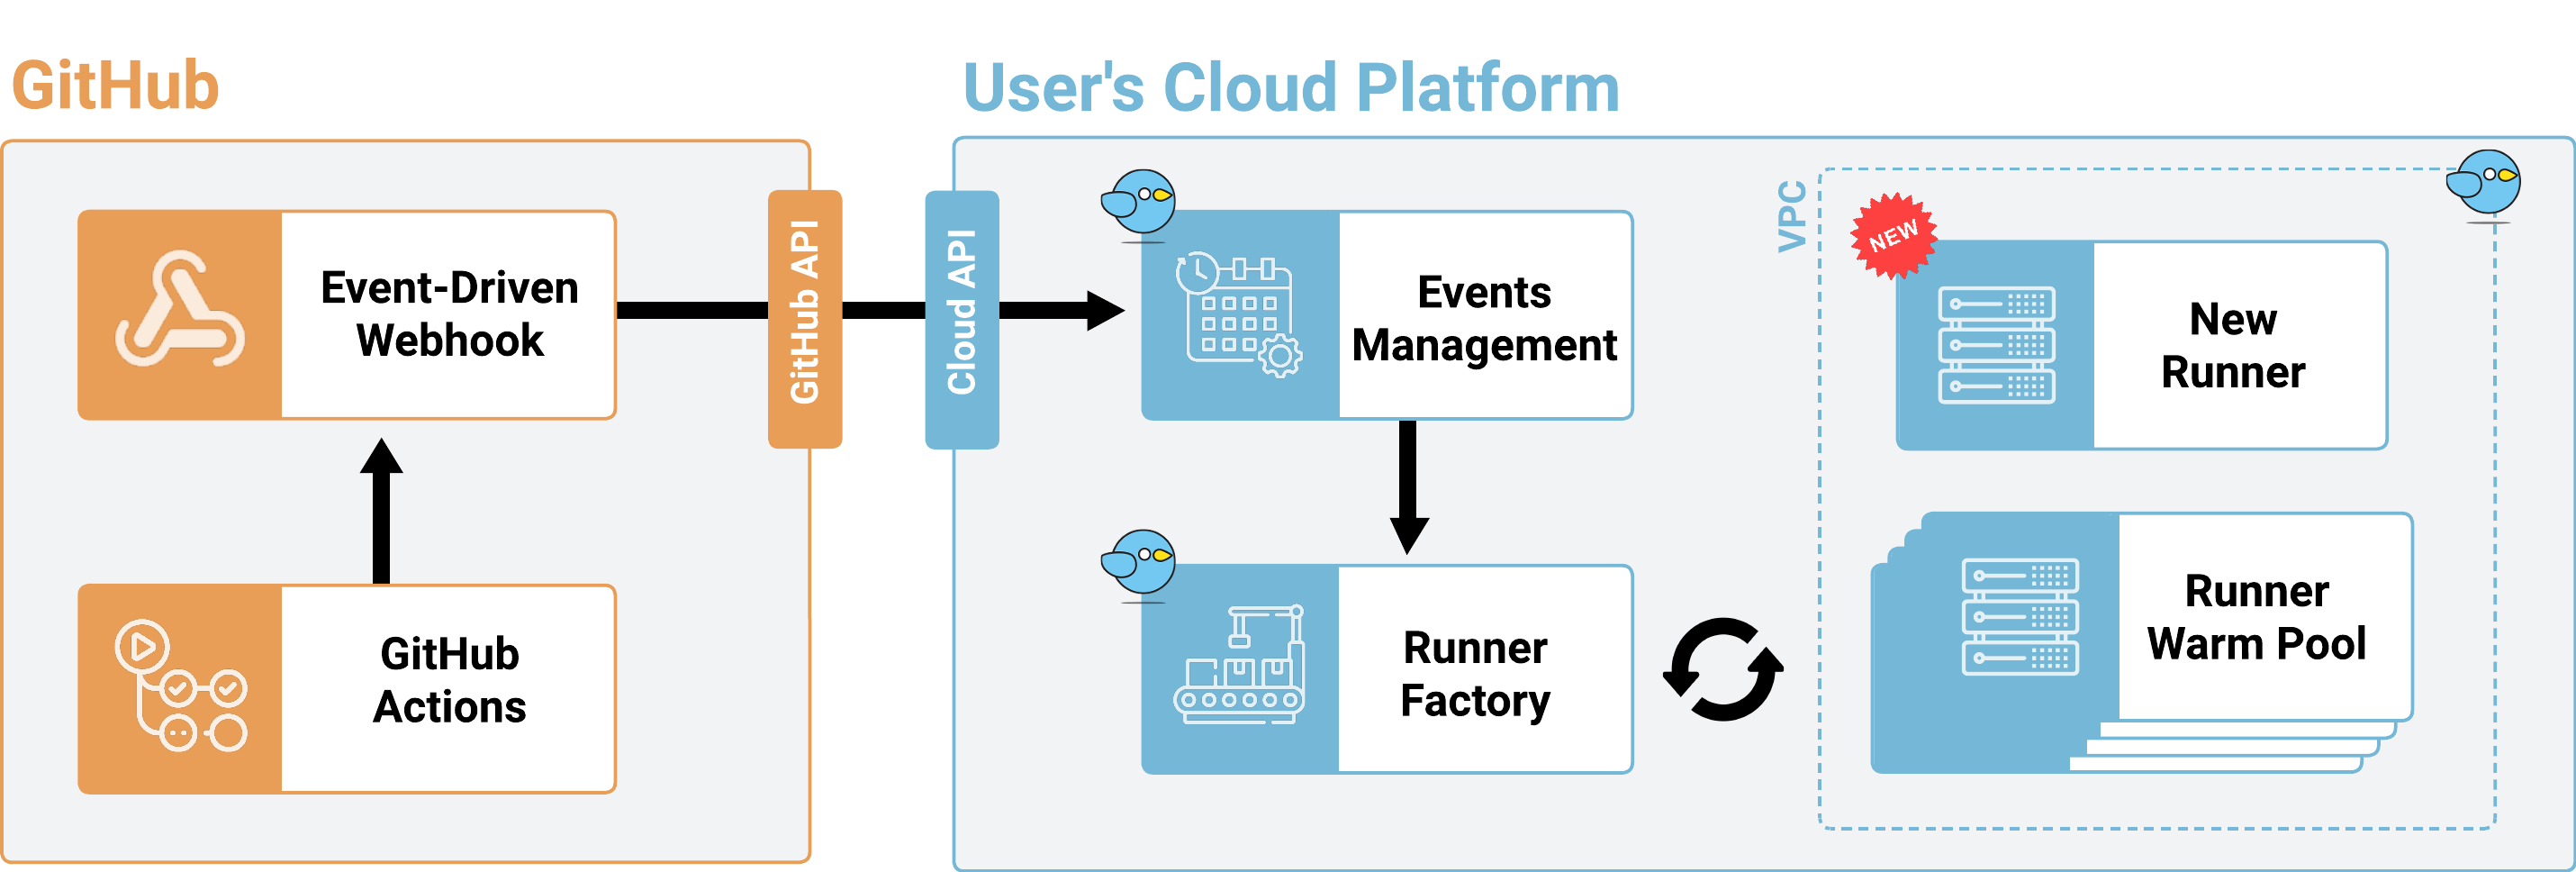 GitHub
User's Cloud Platform
Event-Driven
Webhook
GitHub
Actions
GitHub API
Cloud API
Events
Management
Runner
Factory
VPC
NEW
New
Runner
Runner
Warm Pool